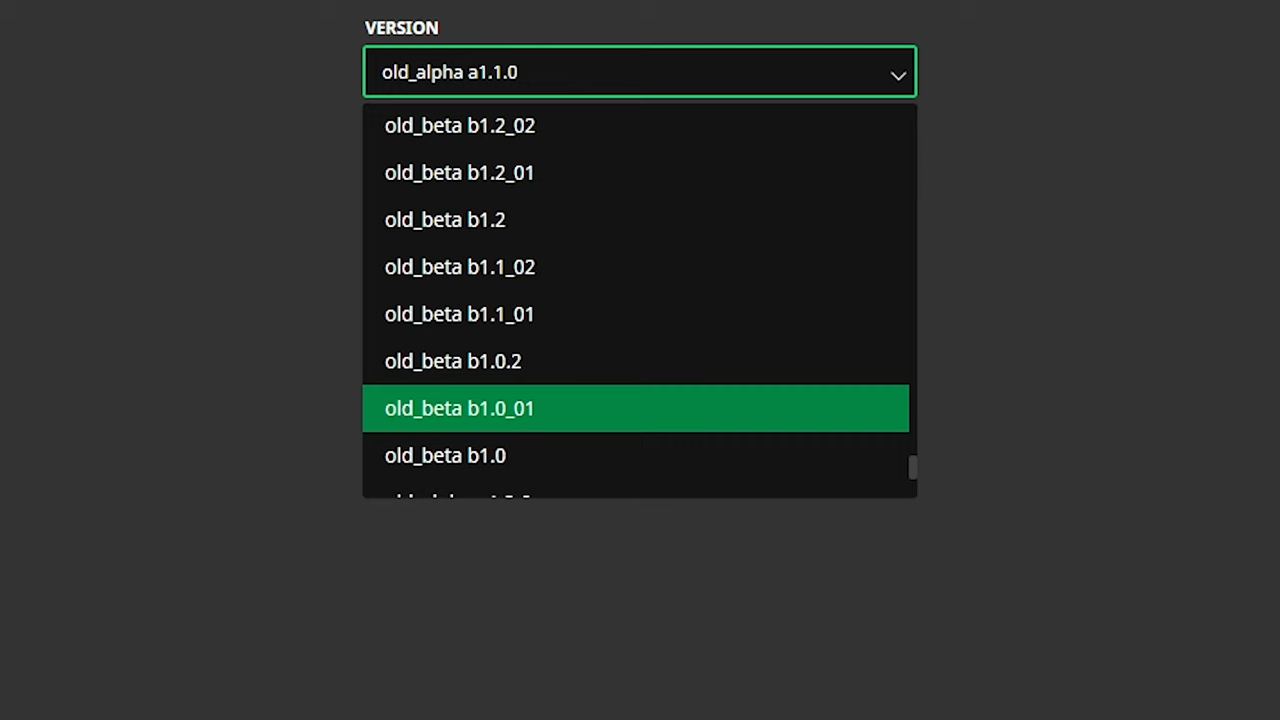 VERSION
old_alpha a1.1.0
old_beta b1.2_02
old_beta b1.2_01
old_beta b1.2
old_beta b1.1_02
old_beta b1.1_01
old_beta b1.0.2
old_beta b1.0_01
old_beta b1.0